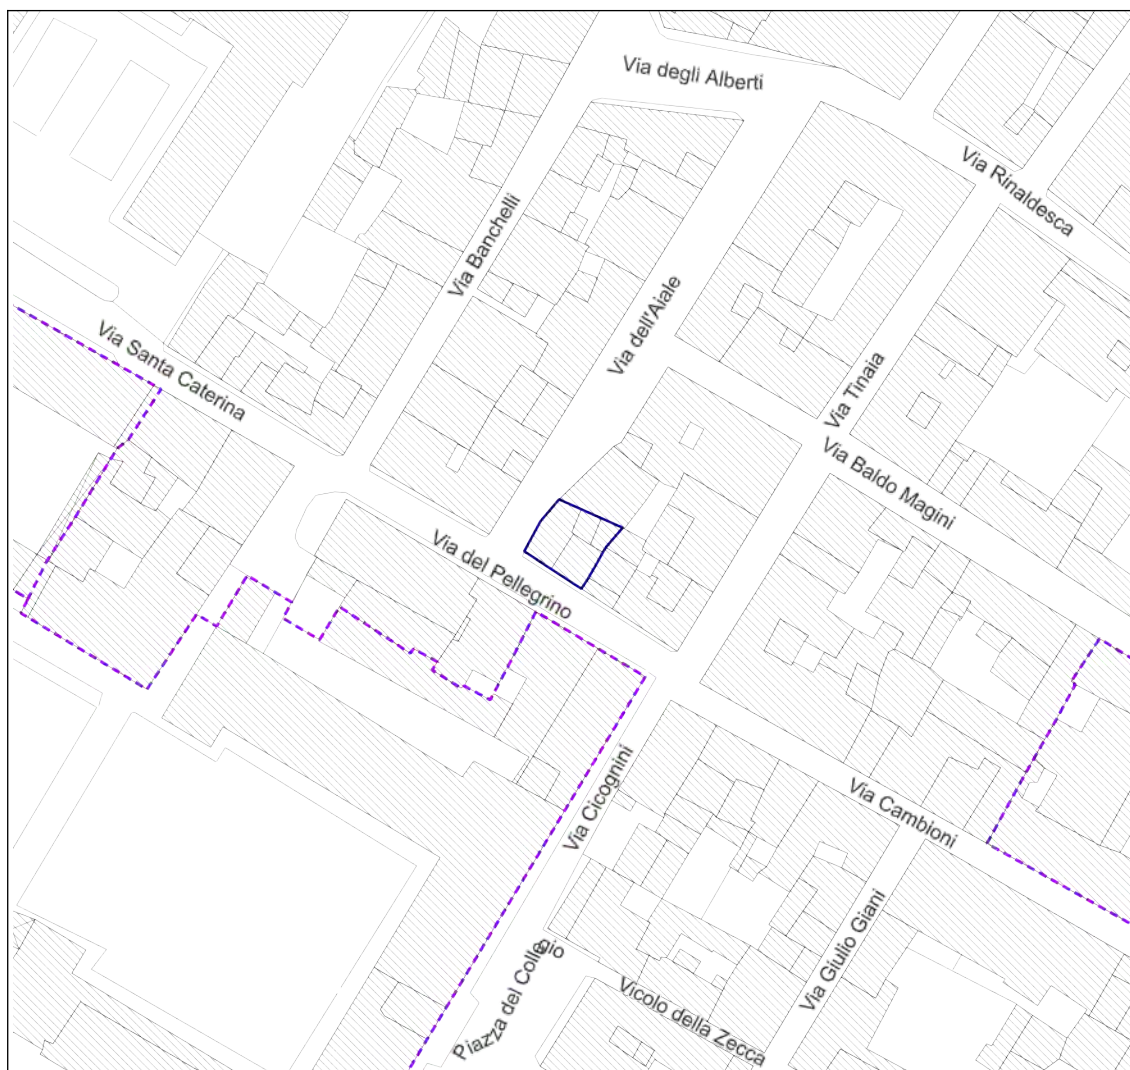 Via degli Alberti
Via Rinaldesca
Via Banchelli
Via dell'Aiale
Via Santa Caterina
Via Tinaia
Via Baldo Magini
Via del Pellegrino
Via Cicognini
Via Cambioni
Via Giulio Giani
Piazza del Collegio
Vicolo della Zecca